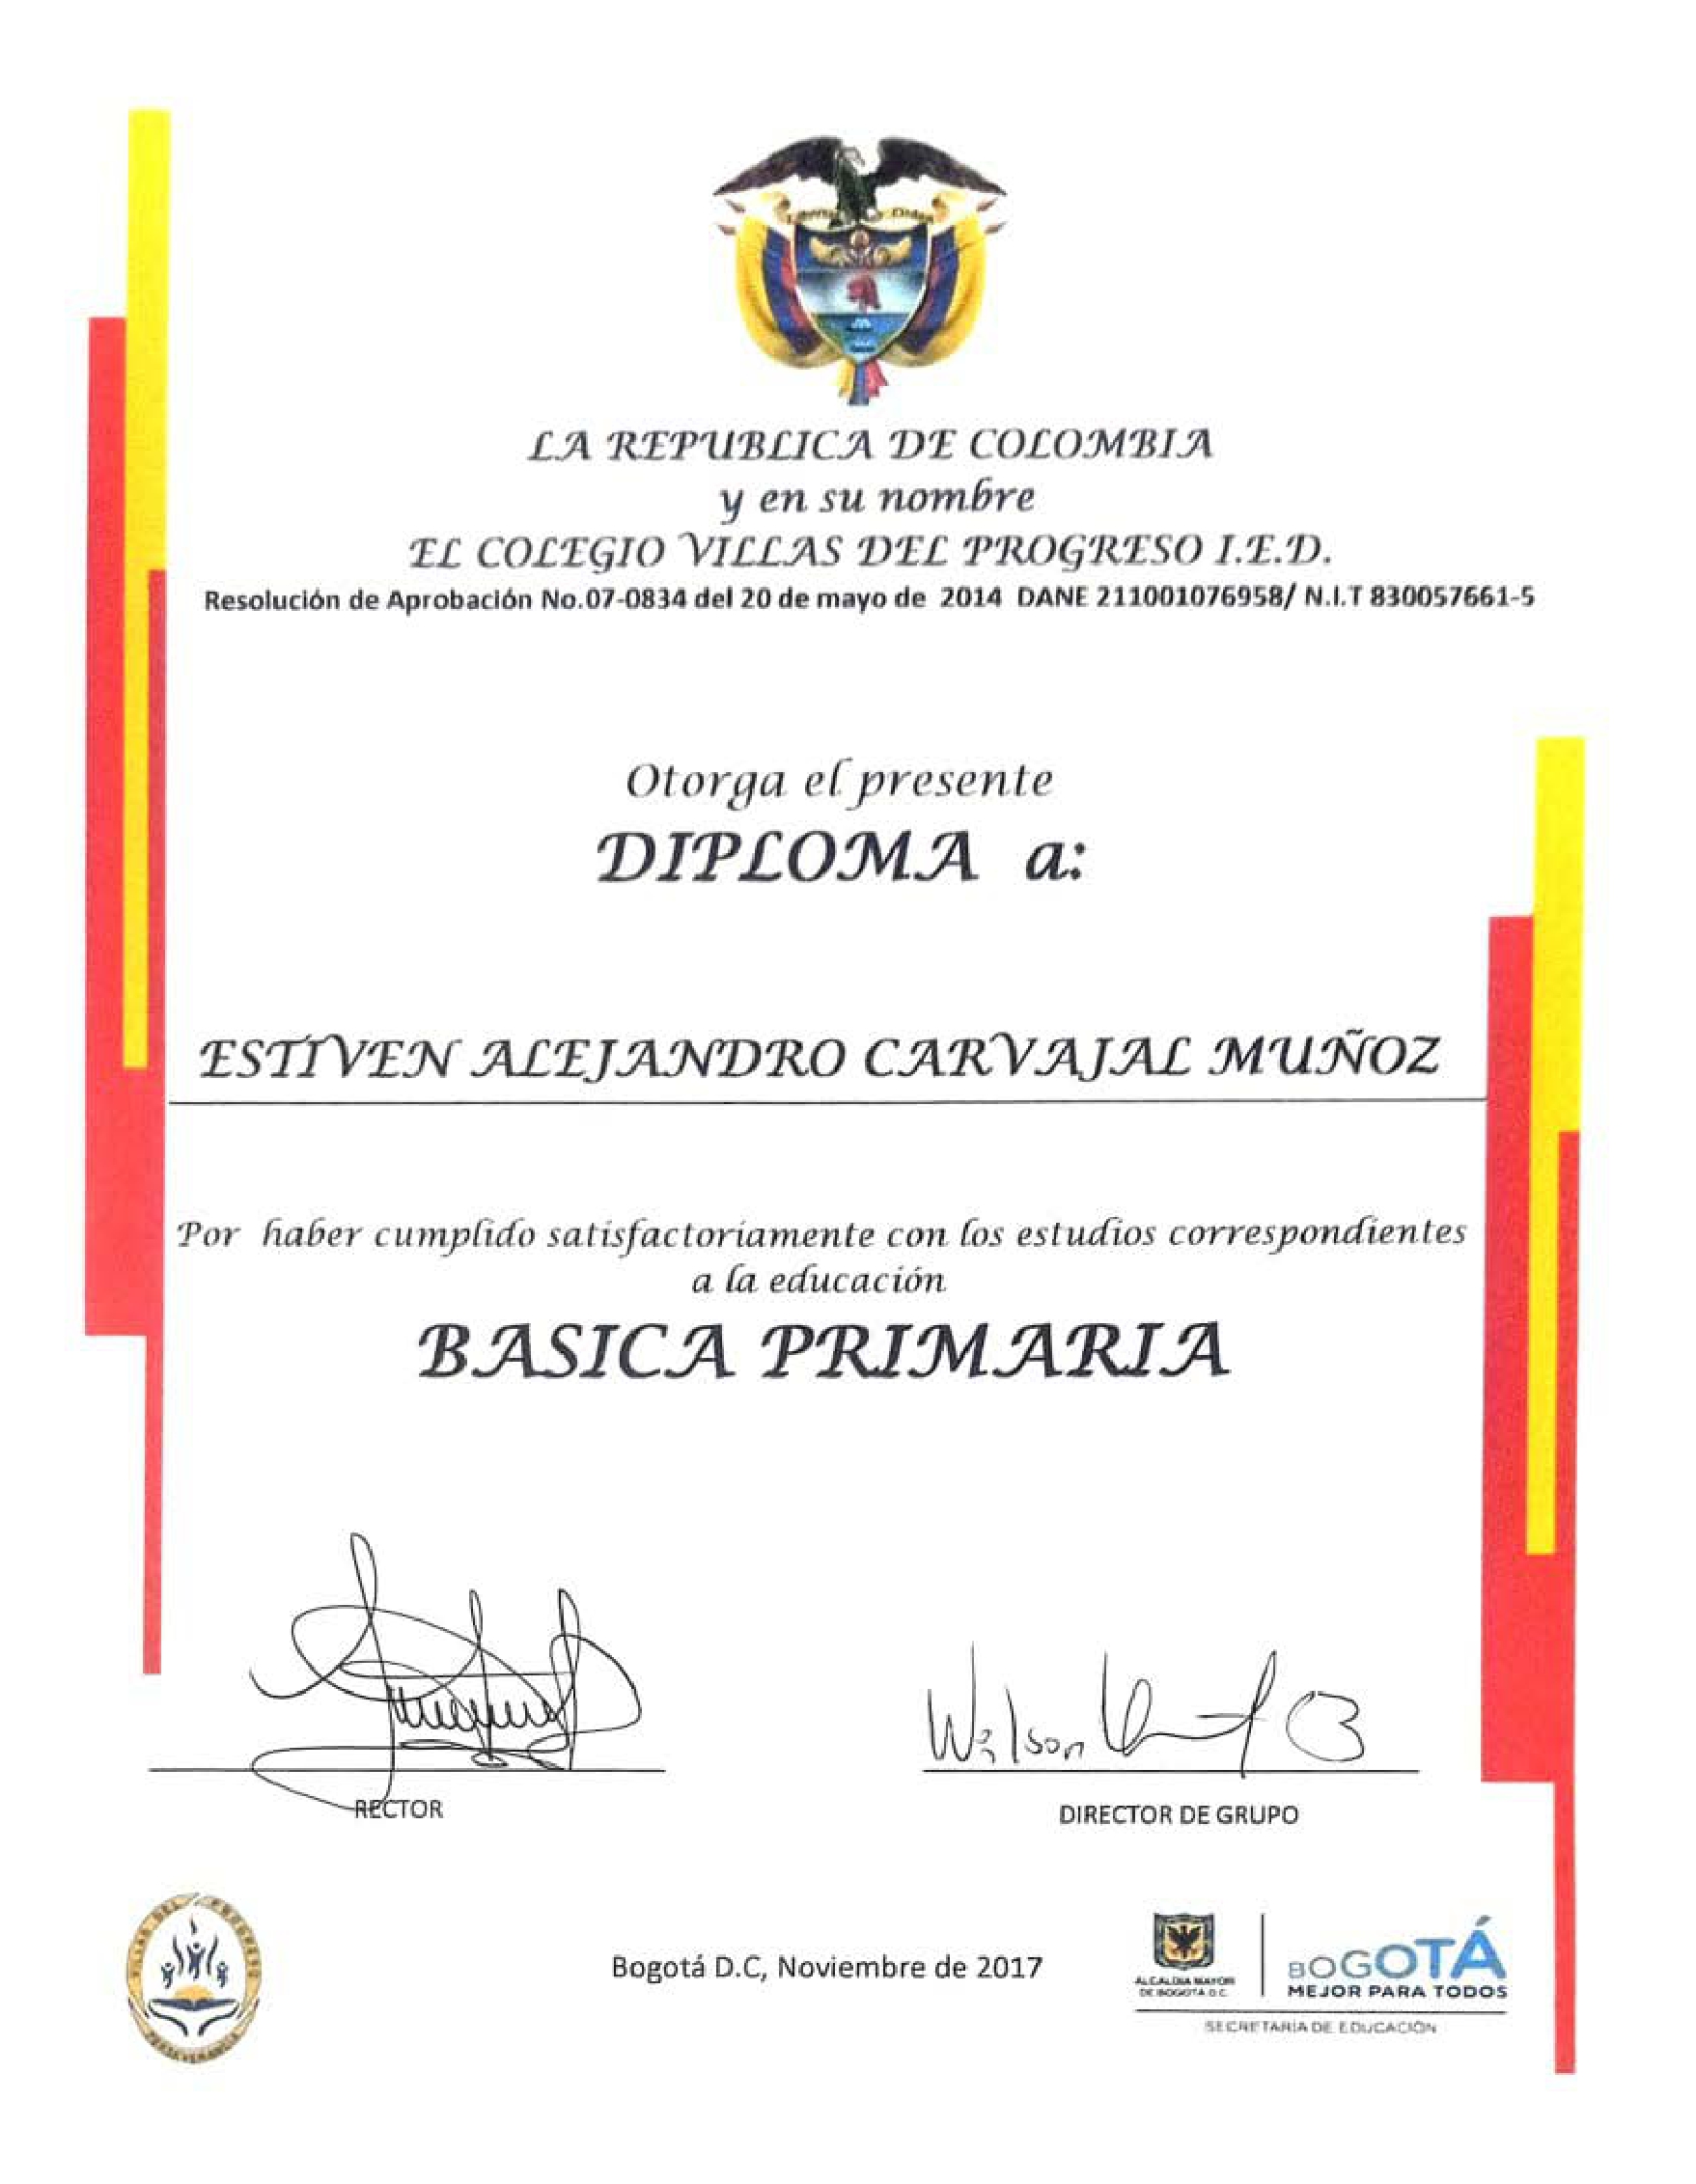 Libertad y Orden
LA REPUBLICA DE COLOMBIA
y en su nombre
EL COLEGIO VILLAS DEL PROGRESO I.E.D.
Resolución de Aprobación No.07-0834 del 20 de mayo de 2014 DANE 211001076958/ N.I.T 830057661-5
Otorga el presente
DIPLOMA a:
ESTIVEN ALEJANDRO CARVAJAL MUÑOZ
Por haber cumplido satisfactoriamente con los estudios correspondientes
a la educación
BASICA PRIMARIA
Wilson
RECTOR
DIRECTOR DE GRUPO
VILLAS DEL PROGRESO
Bogotá D.C, Noviembre de 2017
ALCALDIA MAYOR
DE BOGOTA D.C.
BOGOTÁ
MEJOR PARA TODOS
SECRETARIA DE EDUCACIÓN